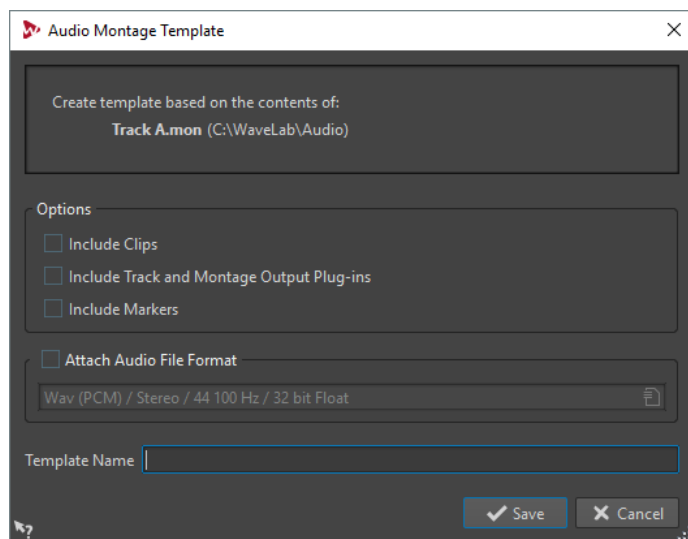 Audio Montage Template
Create template based on the contents of:
Track A.mon (C:\WaveLab\Audio)
Options
Include Clips
Include Track and Montage Output Plug-ins
Include Markers
Attach Audio File Format
Wav (PCM) / Stereo / 44 100 Hz / 32 bit Float
Template Name
Save Cancel